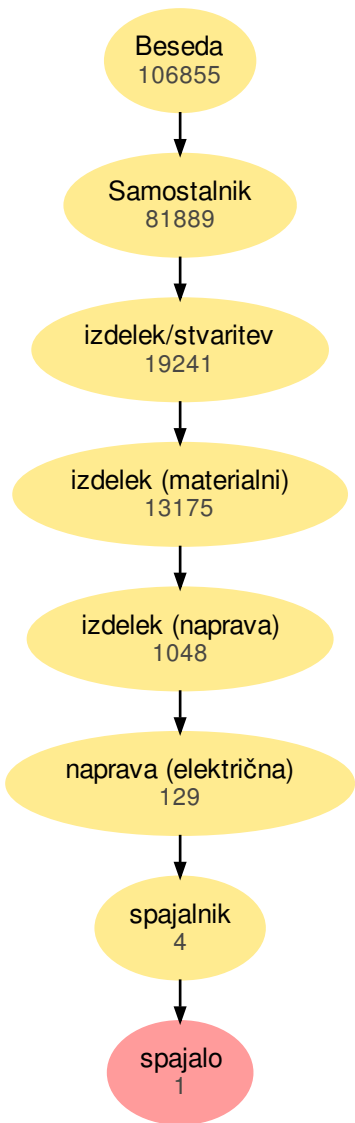 Beseda
106855
Samostalnik
81889
izdelek/stvaritev
19241
izdelek (materialni)
13175
izdelek (naprava)
1048
naprava (električna)
129
spajalnik
4
spajalo
1